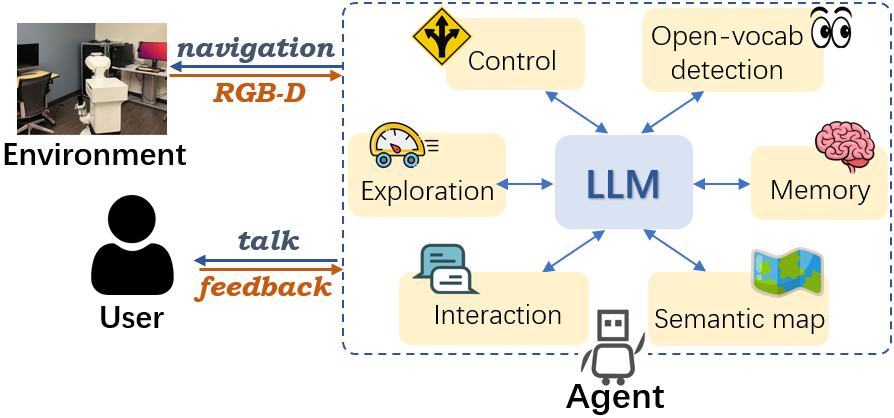 navigation
RGB-D
Environment
talk
feedback
User
Control
Open-vocab
detection
Exploration
LLM
Memory
Interaction
Semantic map
Agent